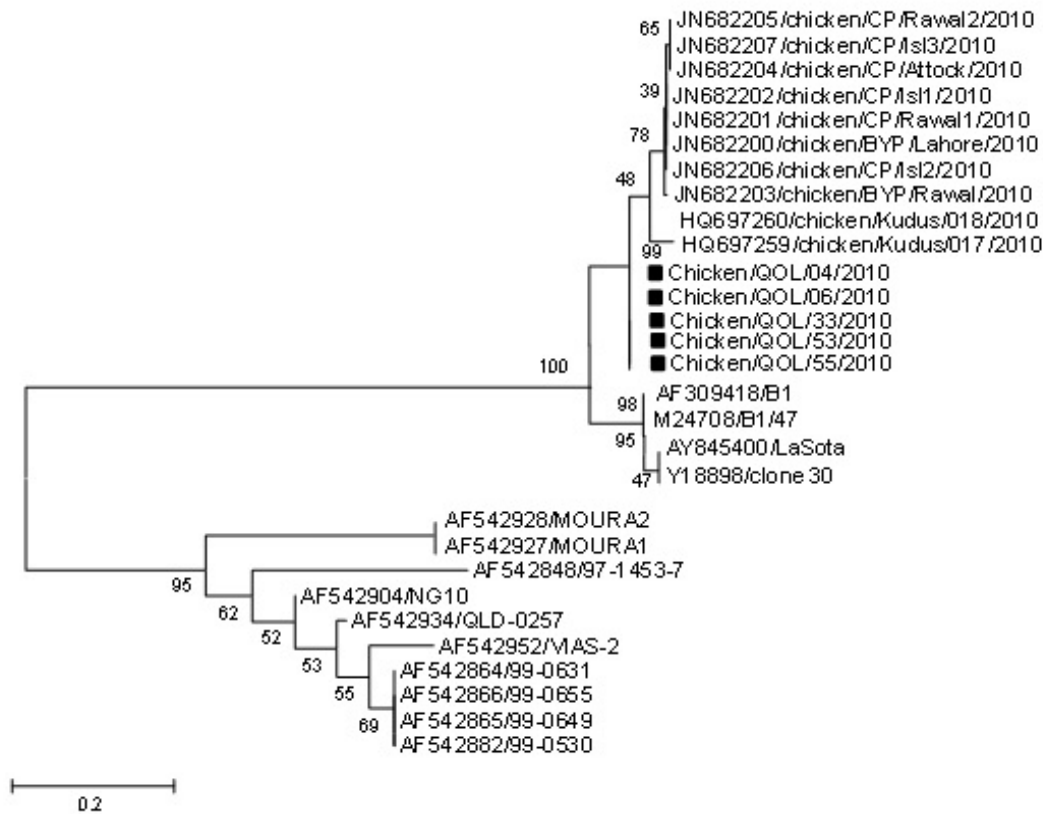 65
JN682205/chicken/CP/Rawal2/2010
JN682207/chicken/CP/Isl3/2010
JN682204/chicken/CP/Attock/2010
39
JN682202/chicken/CP/Isl1/2010
JN682201/chicken/CP/Rawal1/2010
78
JN682200/chicken/BYP/Lahore/2010
JN682206/chicken/CP/Isl2/2010
48
JN682203/chicken/BYP/Rawal/2010
HQ697260/chicken/Kudus/018/2010
HQ697259/chicken/Kudus/017/2010
99
Chicken/QOL/04/2010
Chicken/QOL/06/2010
Chicken/QOL/33/2010
Chicken/QOL/53/2010
Chicken/QOL/55/2010
100
AF309418/B1
98
M24708/B1/47
95
AY845400/LaSota
47
Y18898/clone 30
AF542928/MOURA2
AF542927/MOURA1
95
AF542848/97-1453-7
62
AF542904/NG10
52
AF542934/QLD-0257
53
AF542952/VIAS-2
55
AF542864/99-0631
AF542866/99-0655
69
AF542865/99-0649
AF542882/99-0530
0.2